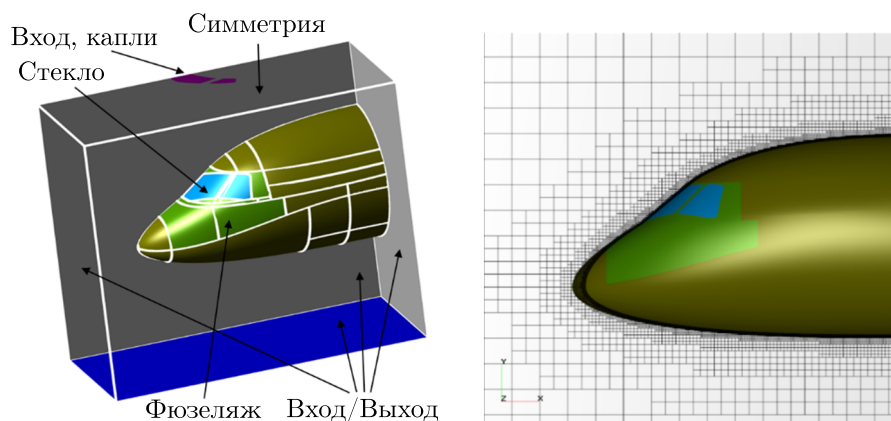 Симметрия
Вход, капли
Стекло
Фюзеляж
Вход/Выход
Y
Z
X